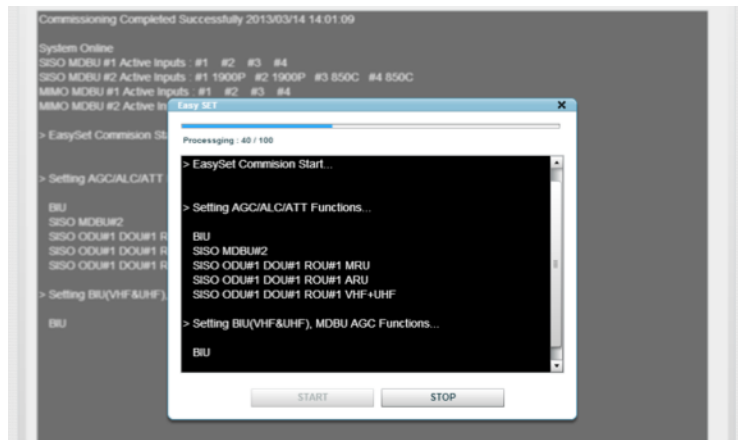 Commissioning Completed Successfully 2013/03/14 14:01:09
System Online
SISO MDBU #1 Active Inputs : #1 #2 #3 #4
SISO MDBU #2 Active Inputs : #1 1900P #2 1900P #3 850C #4 850C
MIMO MDBU #1 Active Inputs : #1 #2 #3 #4
MIMO MDBU #2 Active In
> EasySet Commision Sta
> Setting AGC/ALC/ATT
BIU
SISO MDBU#2
SISO ODU#1 DOU#1 R
SISO ODU#1 DOU#1 R
SISO ODU#1 DOU#1 R
> Setting BIU(VHF&UHF),
BIU
Easy SET
X
Processging : 40 / 100
> EasySet Commision Start...
> Setting AGC/ALC/ATT Functions...
BIU
SISO MDBU#2
SISO ODU#1 DOU#1 ROU#1 MRU
SISO ODU#1 DOU#1 ROU#1 ARU
SISO ODU#1 DOU#1 ROU#1 VHF+UHF
> Setting BIU(VHF&UHF), MDBU AGC Functions...
BIU
START
STOP